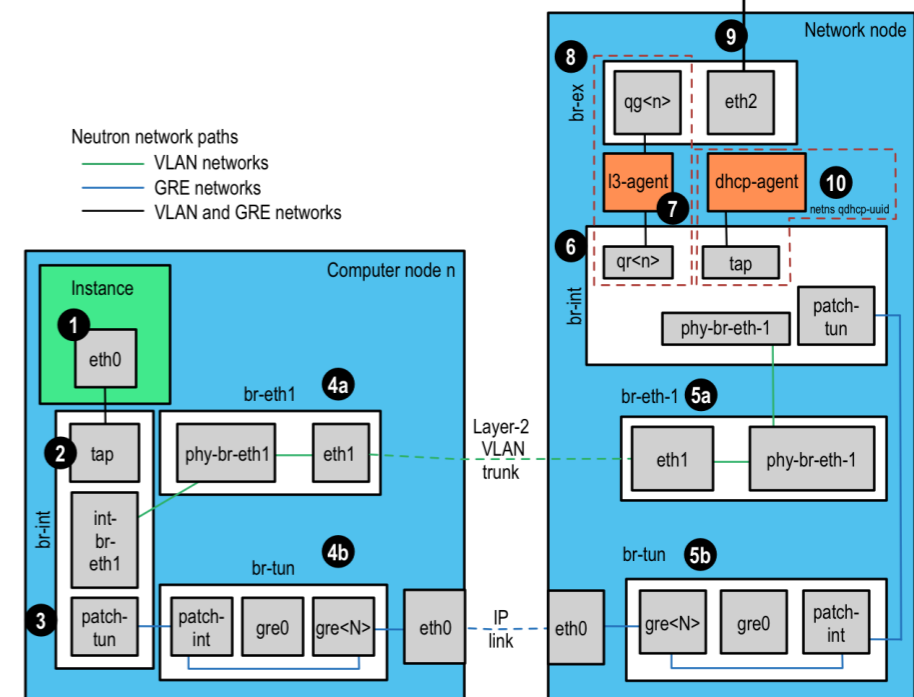 Network node
9
8
br-ex
qg<n>
eth2
Neutron network paths
VLAN networks
GRE networks
VLAN and GRE networks
l3-agent
7
dhcp-agent
10
netns qdhcp-uuid
6
br-int
qr<n>
tap
patch-
tun
phy-br-eth-1
Computer node n
Instance
1
eth0
br-eth1
4a
2
tap
phy-br-eth1
eth1
Layer-2
VLAN
trunk
br-eth-1
5a
eth1
phy-br-eth-1
br-int
int-
br-
eth1
3
patch-
tun
br-tun
4b
patch-
int
gre0
gre<N>
eth0
IP
link
eth0
br-tun
5b
gre<N>
gre0
patch-
int